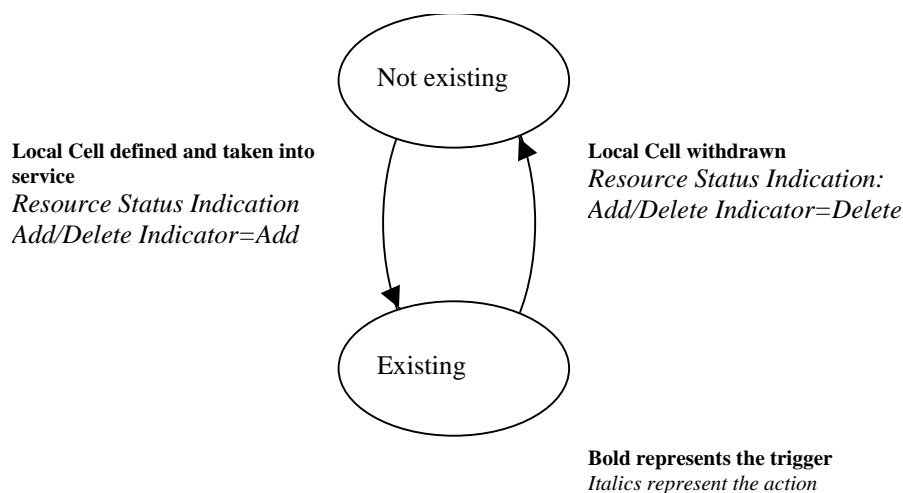 Not existing
Local Cell defined and taken into
service
Resource Status Indication
Add/Delete Indicator=Add
Local Cell withdrawn
Resource Status Indication:
Add/Delete Indicator=Delete
Existing
Bold represents the trigger
Italics represent the action